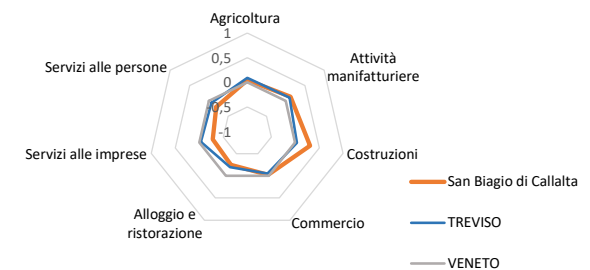 Agricoltura
1
0,5
0
0,5
-1
Attività
manifatturiere
Costruzioni
Commercio
Alloggio e
ristorazione
Servizi alle imprese
Servizi alle persone
San Biagio di Callalta
TREVISO
VENETO